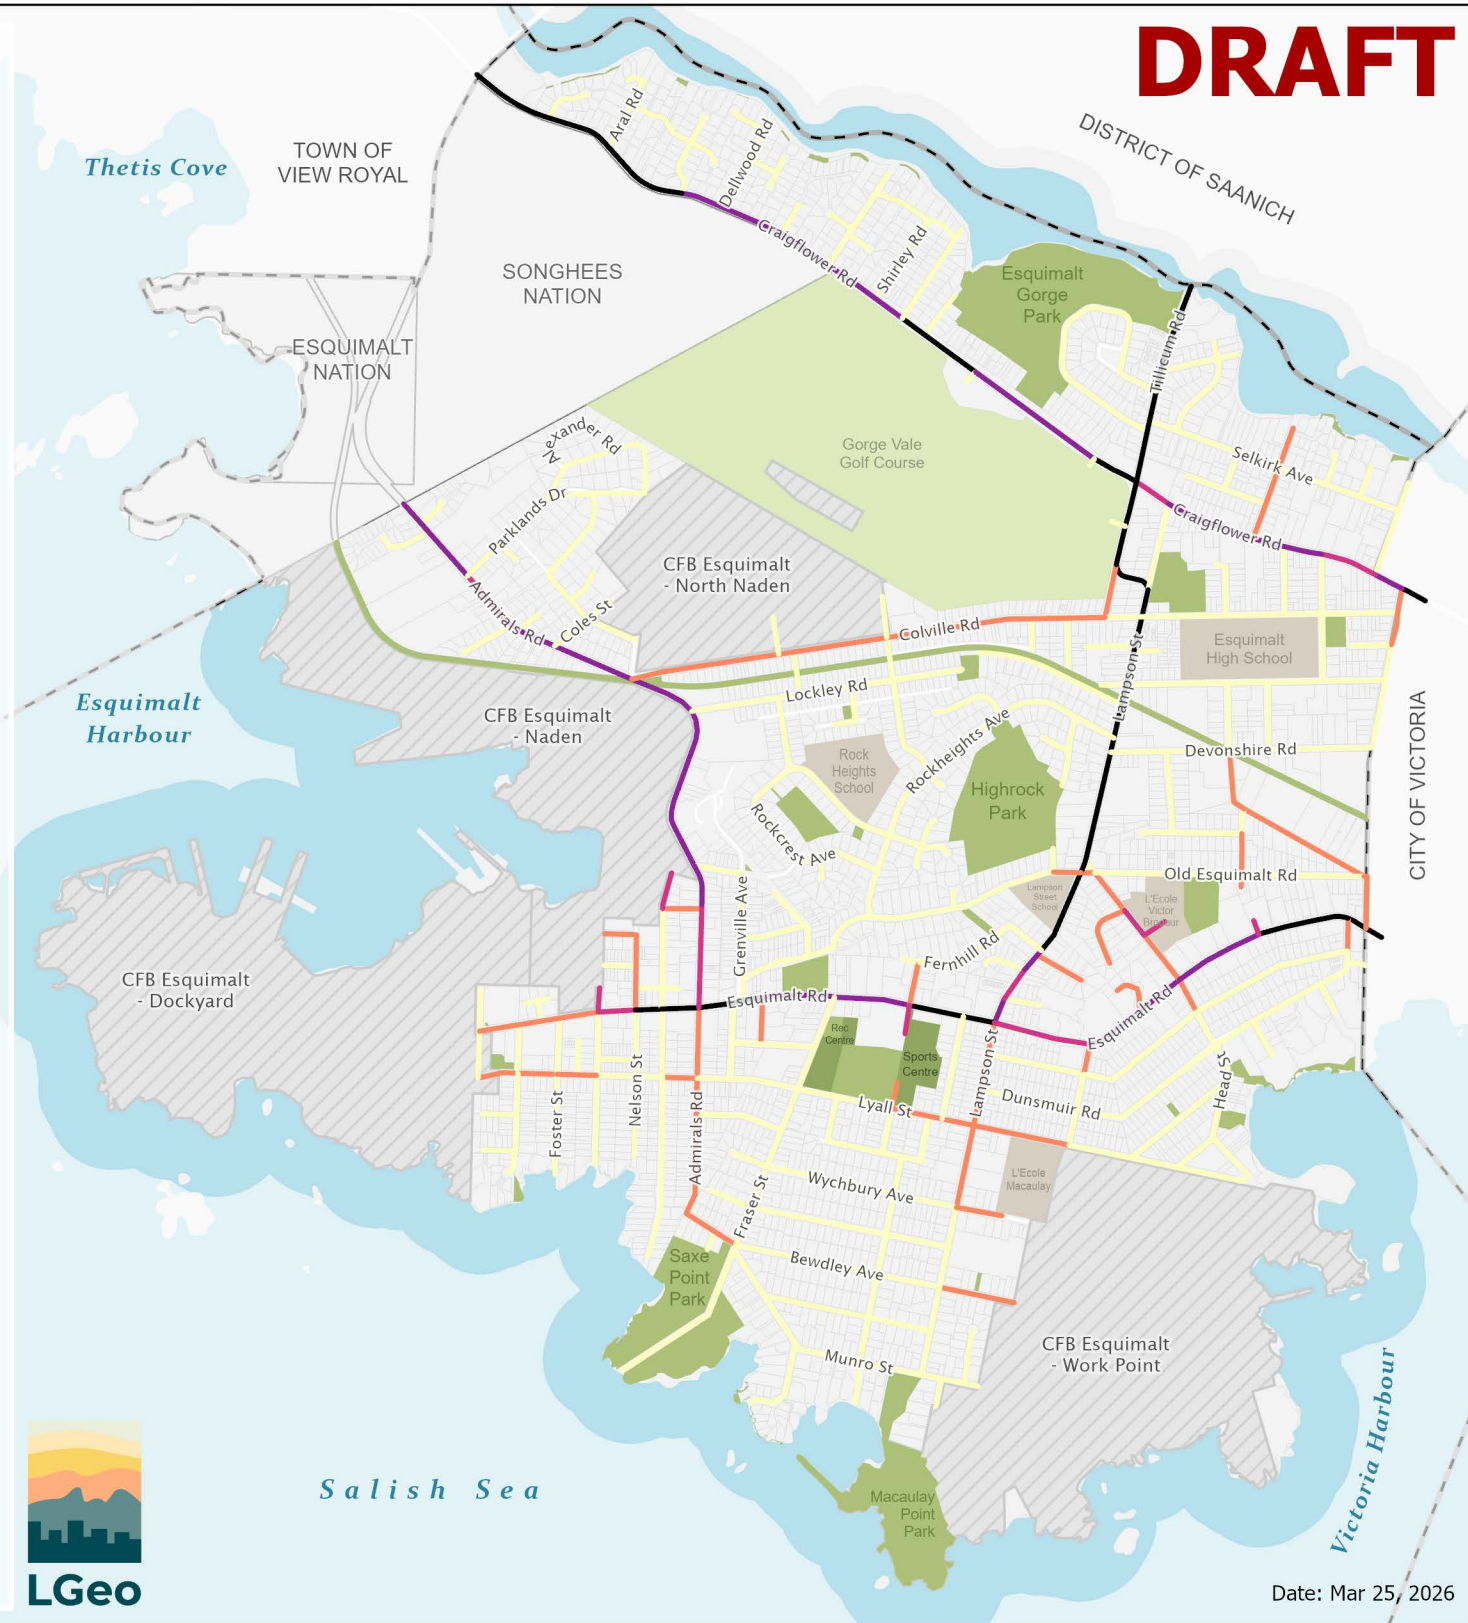 DRAFT
DISTRICT OF SAANICH
Thetis Cove
TOWN OF
VIEW ROYAL
Aral Rd
Dellwood Rd
Craigflower Rd
Shirley Rd
SONGHEES
NATION
Esquimalt
Gorge
Park
Tillicum Rd
ESQUIMALT
NATION
Alexander Rd
Gorge Vale
Golf Course
Selkirk Ave
Parklands Dr
Craigflower Rd
CFB Esquimalt
- North Naden
Admirals Rd
Coles St
Colville Rd
Esquimalt
High School
Lampson St
Esquimalt
Harbour
CFB Esquimalt
- Naden
Lockley Rd
Rockheights Ave
Devonshire Rd
CITY OF VICTORIA
Rock
Heights
School
Highrock
Park
Rockcrest Ave
Old Esquimalt Rd
Lampson
Street
School
L'Ecole
Victor
Brodeur
Grenville Ave
Fernhill Rd
CFB Esquimalt
- Dockyard
Esquimalt Rd
Esquimalt Rd
Rec
Centre
Sports
Centre
Lampson St
Head St
Nelson St
Foster St
Admirals Rd
Lyall St
Dunsmuir Rd
L'Ecole
Macaulay
Wychbury Ave
Fraser St
Saxe
Point
Park
Bewdley Ave
Munro St
CFB Esquimalt
- Work Point
Victoria Harbour
Salish Sea
Macaulay
Point
Park
LGeo
Date: Mar 25, 2026